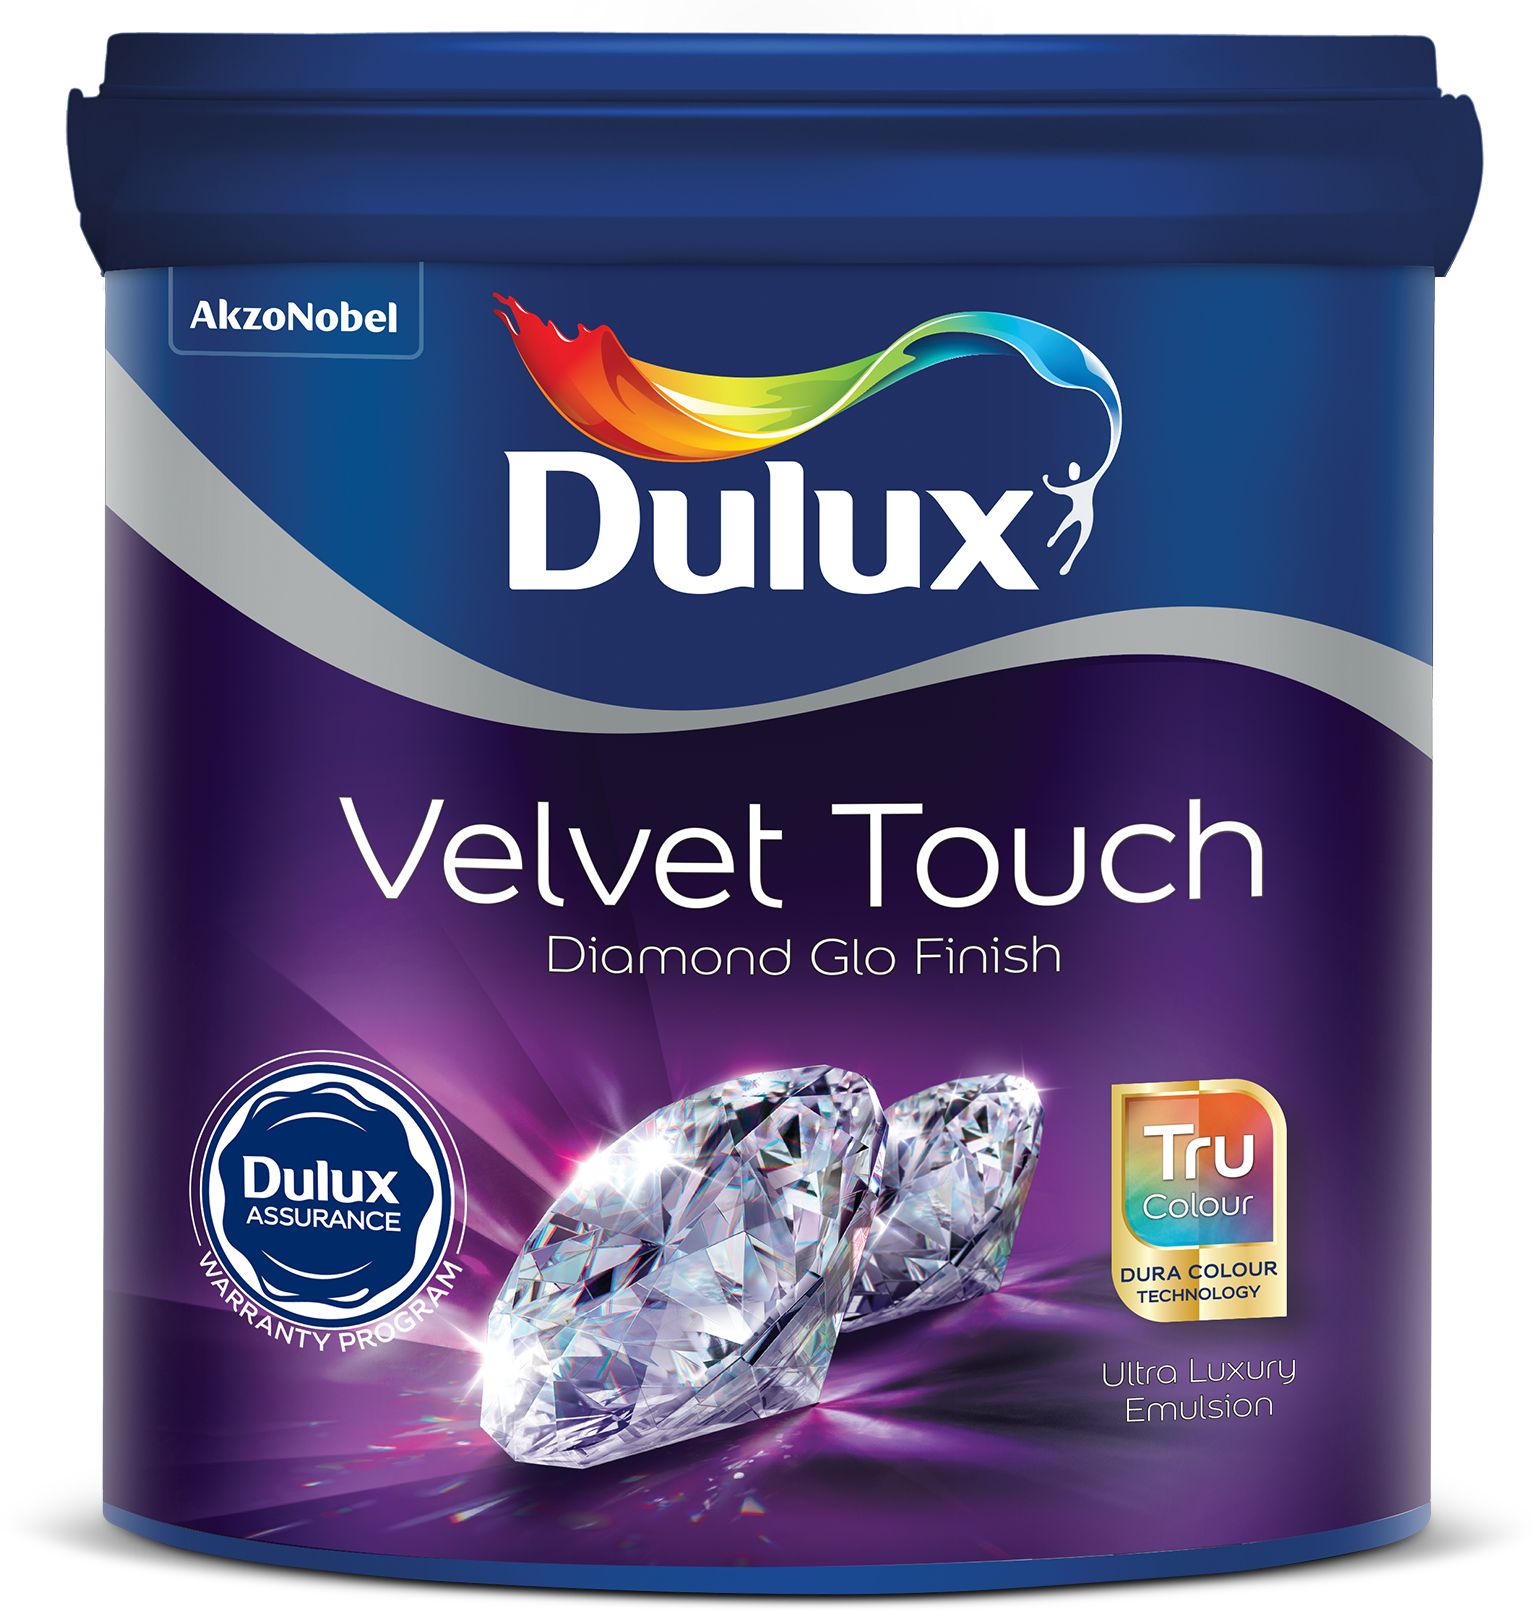 AkzoNobel
Dulux
Velvet Touch
Diamond Glo Finish
Dulux
ASSURANCE
WARRANTY PROGRAM
Tru
Colour
DURA COLOUR
TECHNOLOGY
Ultra Luxury
Emulsion